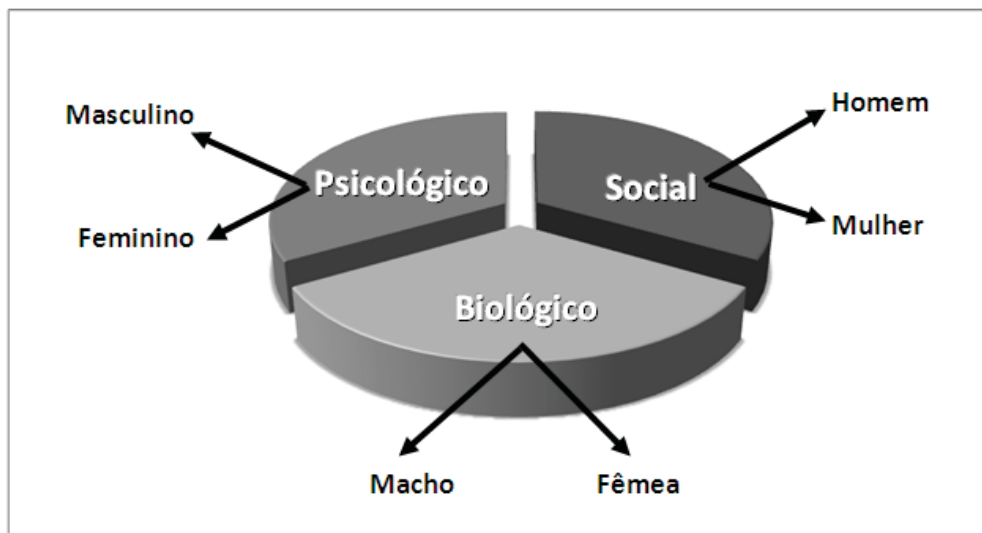 Homem
Masculino
Psicológico
Social
Feminino
Mulher
Biológico
Macho
Fêmea